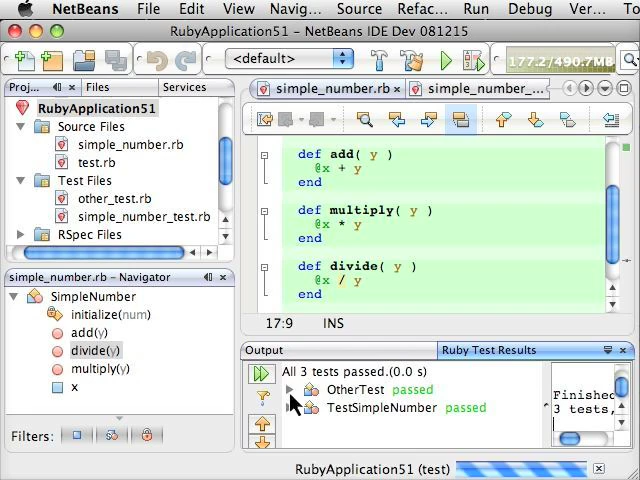 NetBeans File Edit View Navig... Source Refac... Run Debug Ver... To
RubyApplication51 – NetBeans IDE Dev 081215
<default>
177.2/490.7MB
Proj... Files Services
RubyApplication51
Source Files
simple_number.rb
test.rb
Test Files
other_test.rb
simple_number_test.rb
RSpec Files
simple_number.rb – Navigator
SimpleNumber
initialize(num)
add(y)
divide(y)
multiply(y)
x
Filters:
simple_number.rb simple_number_...
def add( y )
@x + y
end
def multiply( y )
@x * y
end
def divide( y )
@x / y
end
17:9 INS
Output Ruby Test Results
All 3 tests passed.(0.0 s)
OtherTest passed
TestSimpleNumber passed
Finished
3 tests,
RubyApplication51 (test)